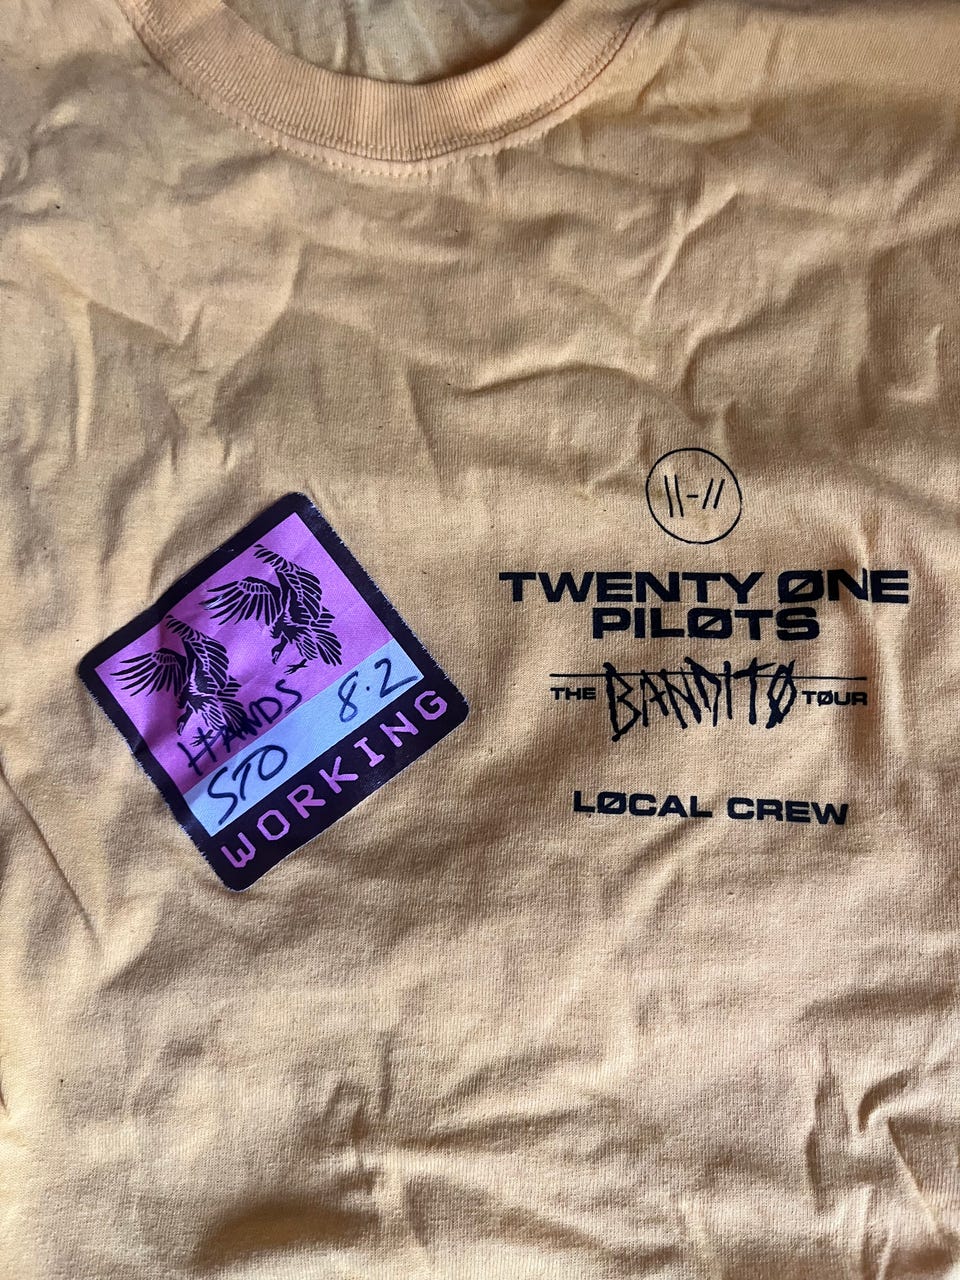 HANDS
STO 8.2
WORKING
||-//
TWENTY ØNE
PILØTS
THE BANDITØ TØUR
LØCAL CREW